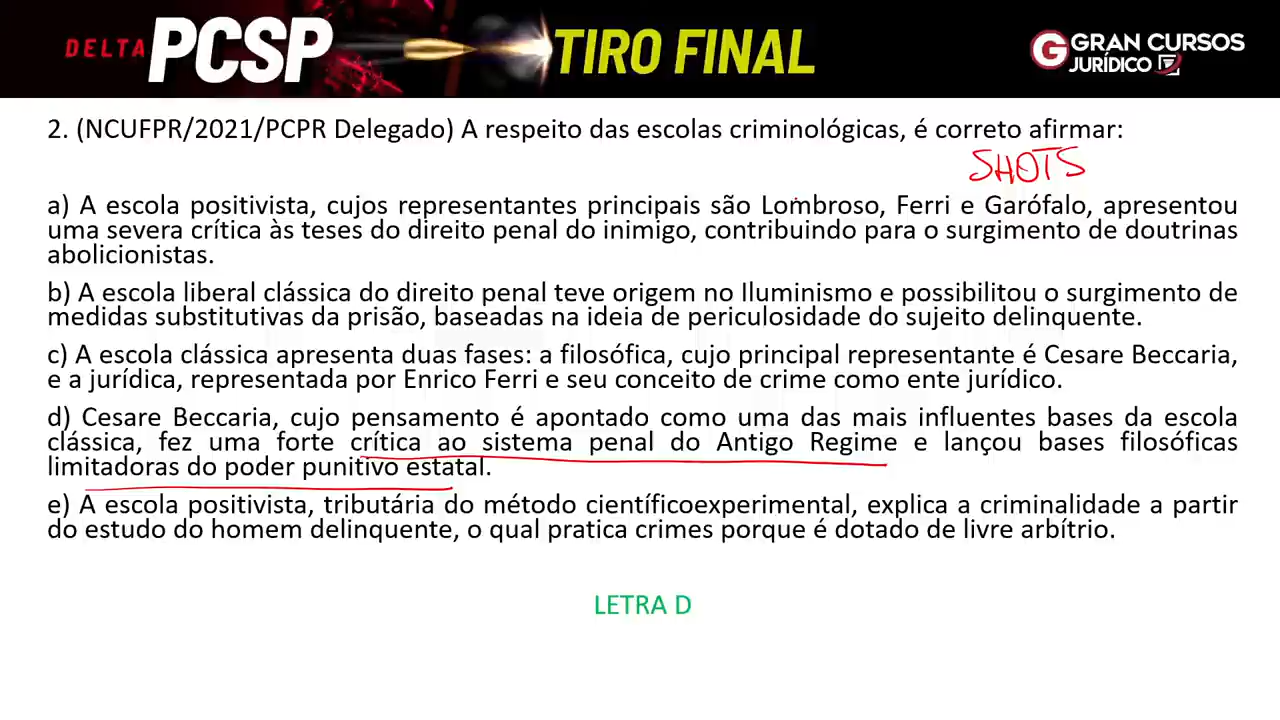 DELTA PCSP TIRO FINAL GRAN CURSOS
JURÍDICO
2. (NCUFPR/2021/PCPR Delegado) A respeito das escolas criminológicas, é correto afirmar:
SHOTS
a) A escola positivista, cujos representantes principais são Lombroso, Ferri e Garófalo, apresentou
uma severa crítica às teses do direito penal do inimigo, contribuindo para o surgimento de doutrinas
abolicionistas.
b) A escola liberal clássica do direito penal teve origem no Iluminismo e possibilitou o surgimento de
medidas substitutivas da prisão, baseadas na ideia de periculosidade do sujeito delinquente.
c) A escola clássica apresenta duas fases: a filosófica, cujo principal representante é Cesare Beccaria,
e a jurídica, representada por Enrico Ferri e seu conceito de crime como ente jurídico.
d) Cesare Beccaria, cujo pensamento é apontado como uma das mais influentes bases da escola
clássica, fez uma forte crítica ao sistema penal do Antigo Regime e lançou bases filosóficas
limitadoras do poder punitivo estatal.
e) A escola positivista, tributária do método científicoexperimental, explica a criminalidade a partir
do estudo do homem delinquente, o qual pratica crimes porque é dotado de livre arbítrio.
LETRA D